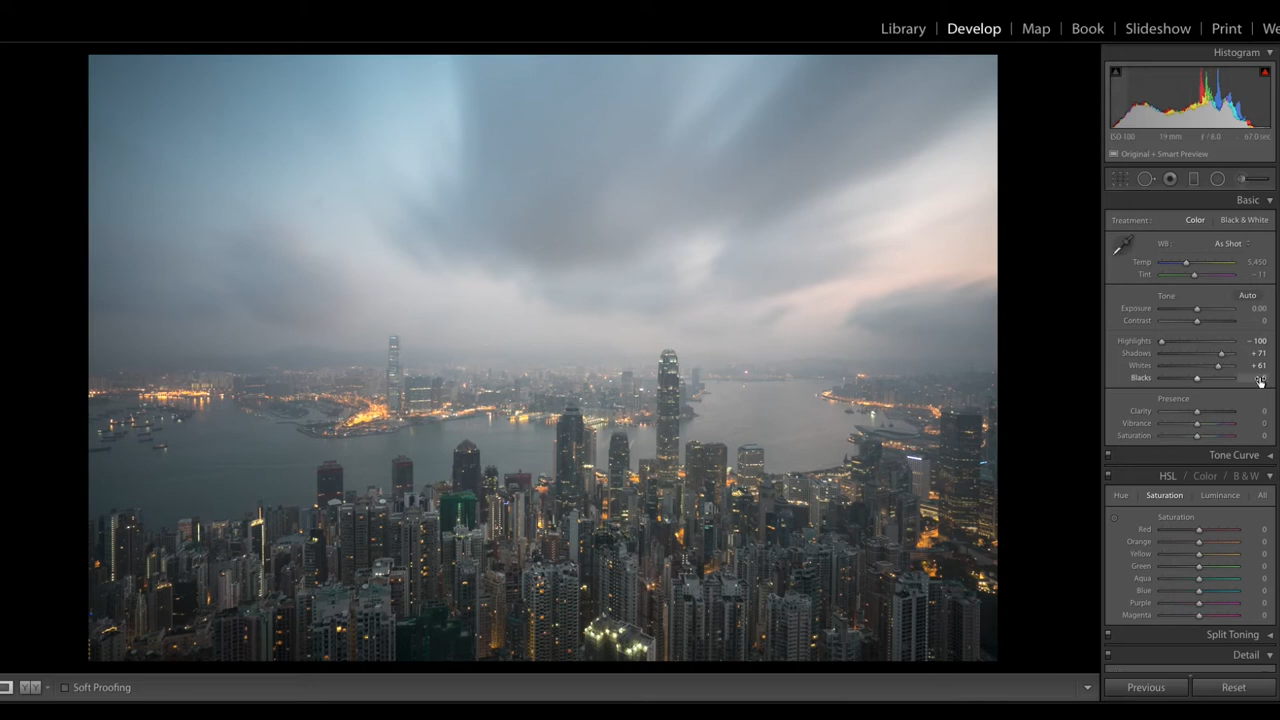 Library | Develop | Map | Book | Slideshow | Print | We
Histogram
ISO 100 19 mm f / 8.0 67.0 sec
Original + Smart Preview
Basic
Treatment : Color Black & White
WB : As Shot
Temp 5,450
Tint − 11
Tone Auto
Exposure 0.00
Contrast 0
Highlights − 100
Shadows + 71
Whites + 61
Blacks
Presence
Clarity 0
Vibrance 0
Saturation 0
Tone Curve
HSL / Color / B & W
Hue Saturation Luminance All
Saturation
Red 0
Orange 0
Yellow 0
Green 0
Aqua 0
Blue 0
Purple 0
Magenta 0
Split Toning
Detail
Y Y Soft Proofing Previous Reset